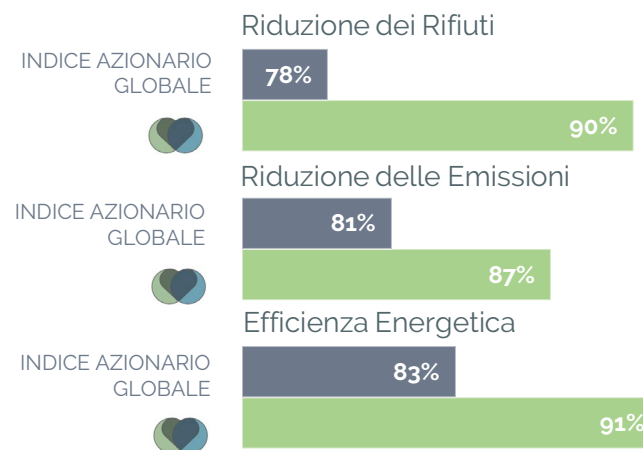 Riduzione dei Rifiuti
INDICE AZIONARIO
GLOBALE
78%
90%
Riduzione delle Emissioni
INDICE AZIONARIO
GLOBALE
81%
87%
Efficienza Energetica
INDICE AZIONARIO
GLOBALE
83%
91%